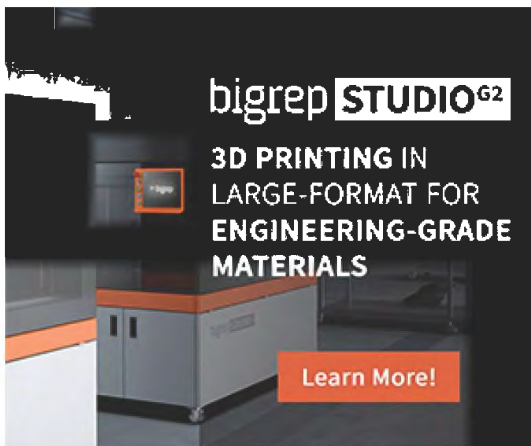 bigrep STUDIO G2
3D PRINTING IN
LARGE-FORMAT FOR
ENGINEERING-GRADE
MATERIALS
Learn More!